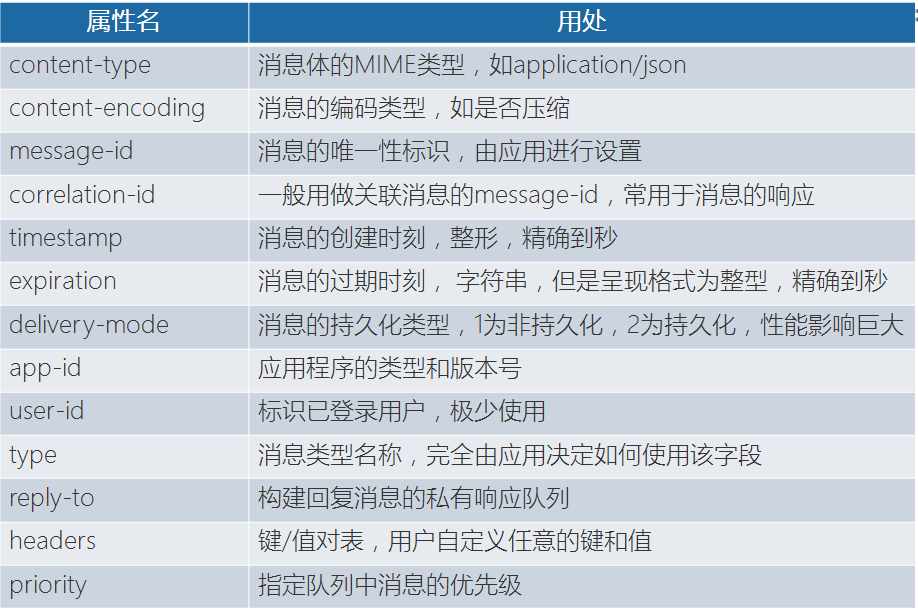 属性名 用处
content-type 消息体的MIME类型，如application/json
content-encoding 消息的编码类型，如是否压缩
message-id 消息的唯一性标识，由应用进行设置
correlation-id 一般用做关联消息的message-id，常用于消息的响应
timestamp 消息的创建时刻，整形，精确到秒
expiration 消息的过期时刻， 字符串，但是呈现格式为整型，精确到秒
delivery-mode 消息的持久化类型，1为非持久化，2为持久化，性能影响巨大
app-id 应用程序的类型和版本号
user-id 标识已登录用户，极少使用
type 消息类型名称，完全由应用决定如何使用该字段
reply-to 构建回复消息的私有响应队列
headers 键/值对表，用户自定义任意的键和值
priority 指定队列中消息的优先级